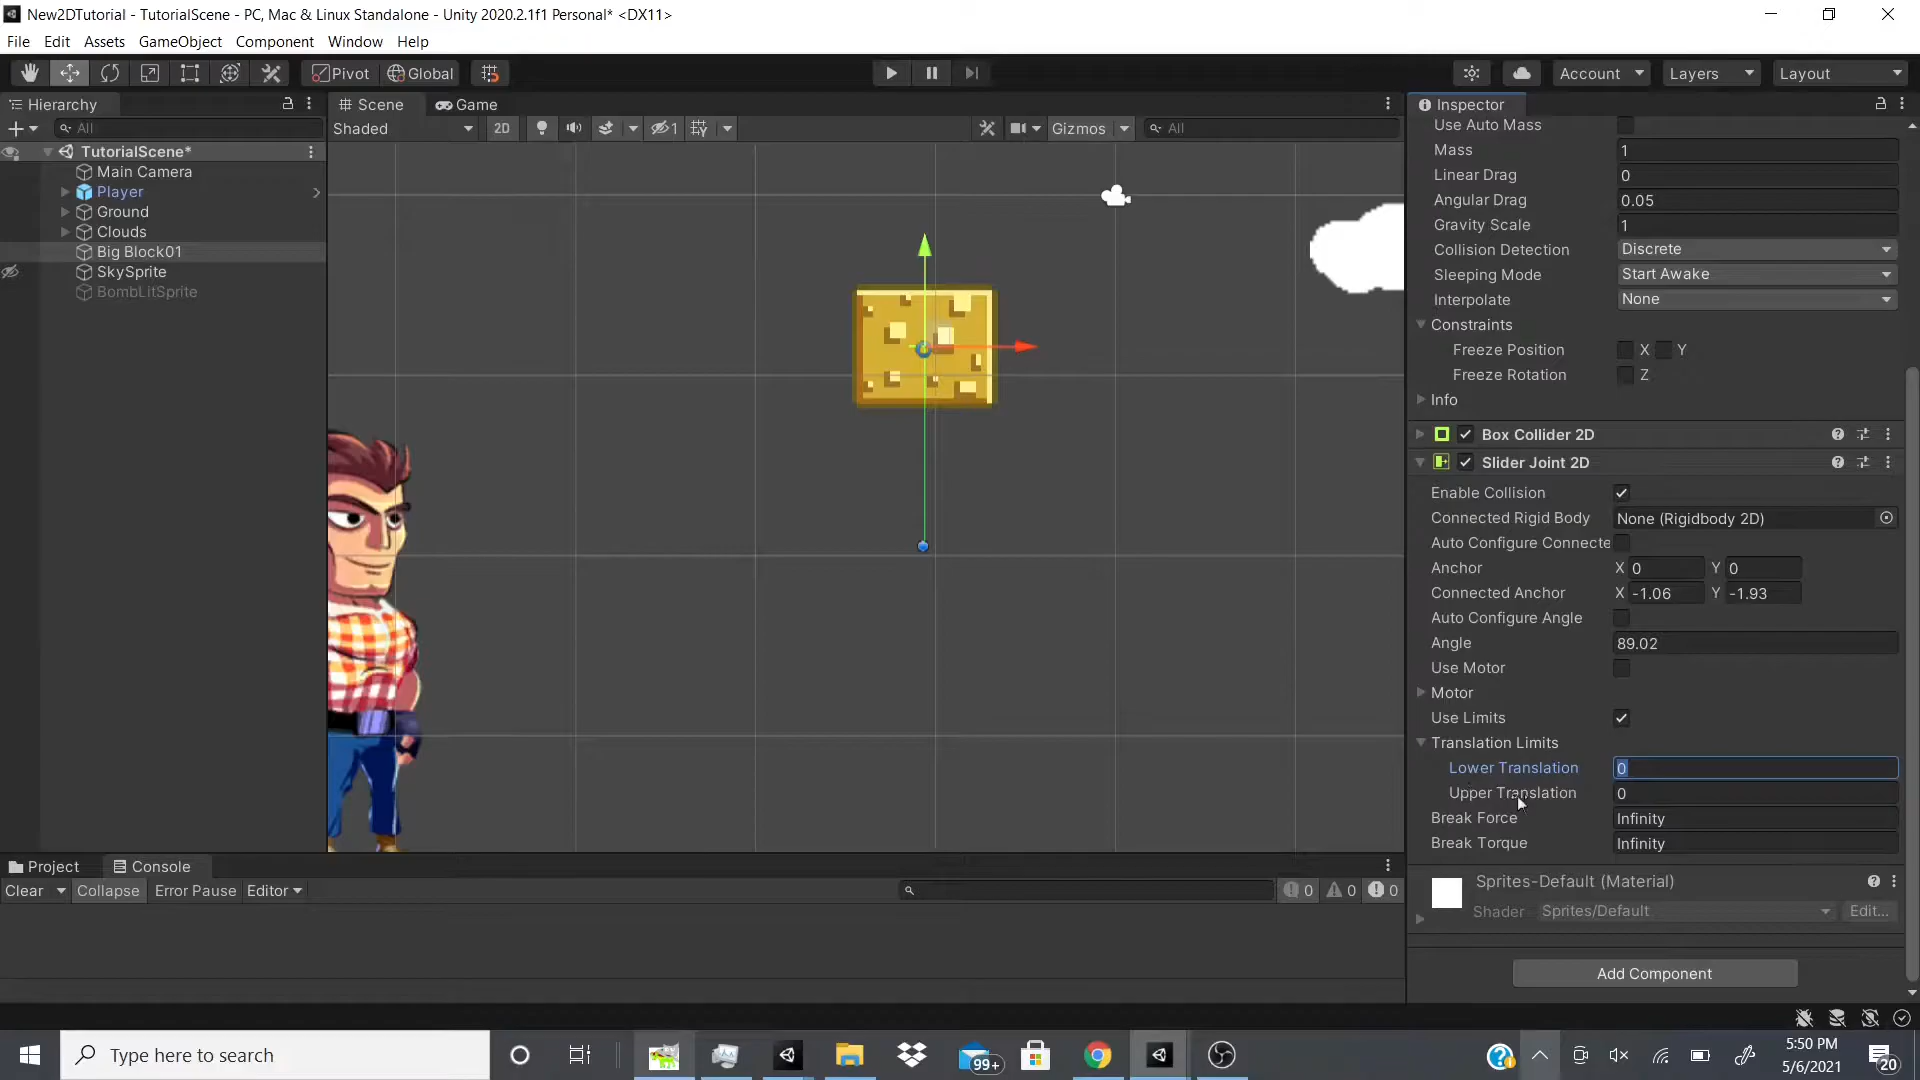 New2DTutorial - TutorialScene - PC, Mac & Linux Standalone - Unity 2020.2.1f1 Personal* <DX11>
File Edit Assets GameObject Component Window Help
Pivot Global Account Layers Layout
Hierarchy
All
TutorialScene*
Main Camera
Player
Ground
Clouds
Big Block01
SkySprite
BombLitSprite
Scene Game
Shaded 2D 1 Gizmos All
Inspector
Use Auto Mass
Mass 1
Linear Drag 0
Angular Drag 0.05
Gravity Scale 1
Collision Detection Discrete
Sleeping Mode Start Awake
Interpolate None
Constraints
Freeze Position X Y
Freeze Rotation Z
Info
Box Collider 2D
Slider Joint 2D
Enable Collision
Connected Rigid Body None (Rigidbody 2D)
Auto Configure Connecte
Anchor X 0 Y 0
Connected Anchor X -1.06 Y -1.93
Auto Configure Angle
Angle 89.02
Use Motor
Motor
Use Limits
Translation Limits
Lower Translation 0
Upper Translation 0
Break Force Infinity
Break Torque Infinity
Sprites-Default (Material)
Shader Sprites/Default Edit...
Add Component
Project Console
Clear Collapse Error Pause Editor 0 0 0
Type here to search
99+
5:50 PM
5/6/2021
20